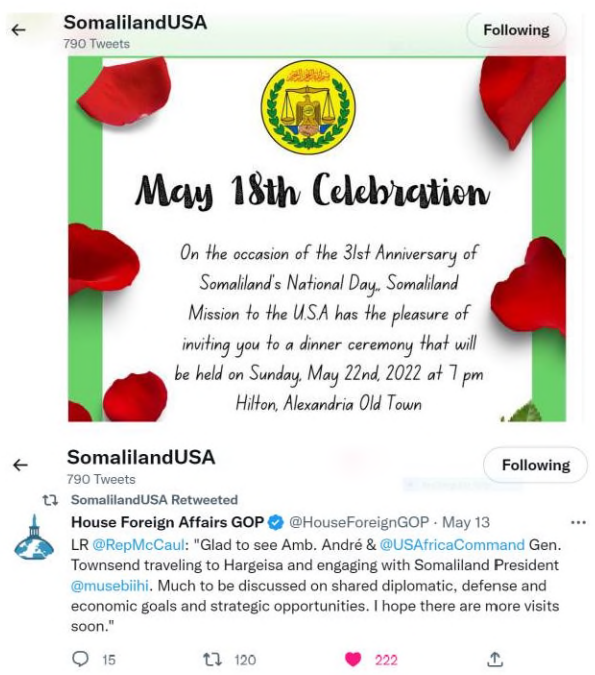 SomalilandUSA
Following
790 Tweets
May 18th Celebration
On the occasion of the 31st Anniversary of
Somaliland's National Day,, Somaliland
Mission to the U.S.A has the pleasure of
inviting you to a dinner ceremony that will
be held on Sunday, May 22nd, 2022 at 7 pm
Hilton, Alexandria Old Town
SomalilandUSA
Following
790 Tweets
SomalilandUSA Retweeted
House Foreign Affairs GOP @HouseForeignGOP · May 13
LR @RepMcCaul: "Glad to see Amb. André & @USAfricaCommand Gen.
Townsend traveling to Hargeisa and engaging with Somaliland President
@musebiihi. Much to be discussed on shared diplomatic, defense and
economic goals and strategic opportunities. I hope there are more visits
soon."
15 120 222